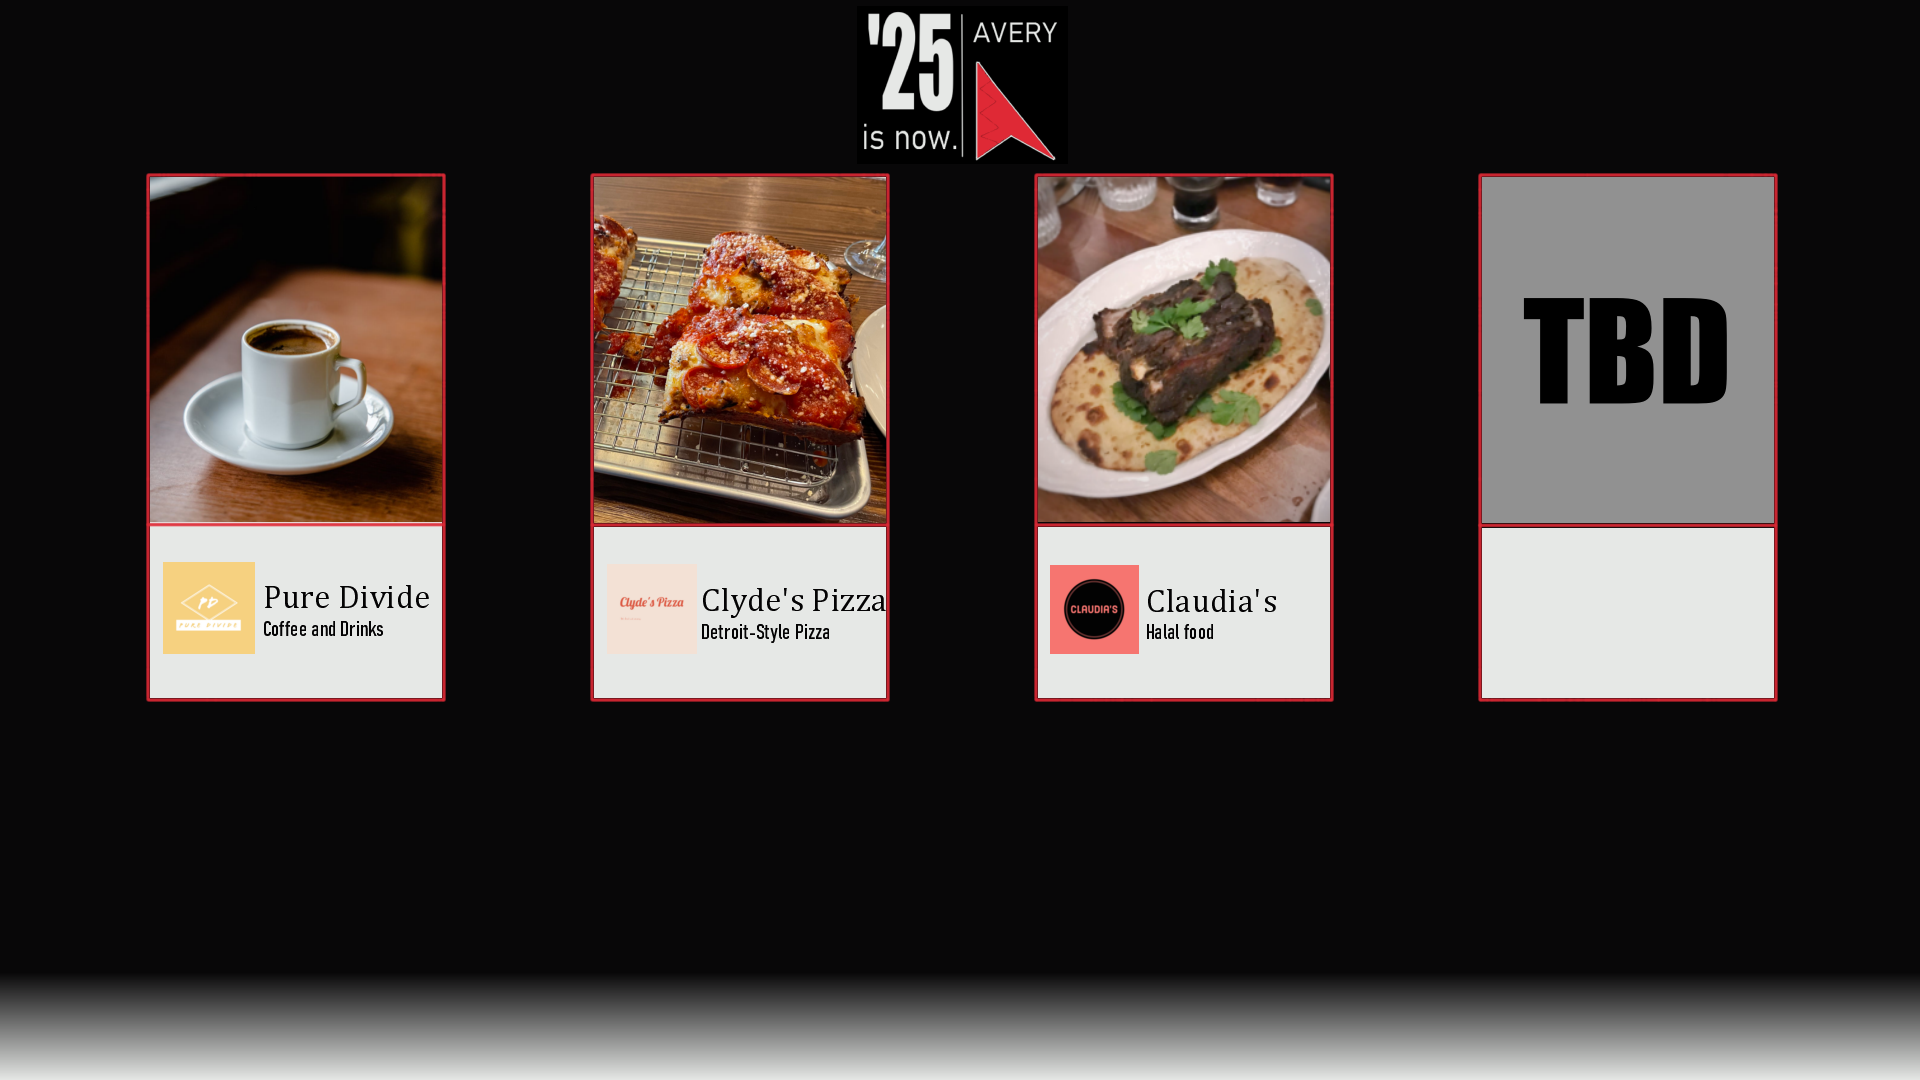 '25
AVERY
is now.
TBD
PD
PURE DIVIDE
Pure Divide
Coffee and Drinks
Clyde's Pizza
Clyde's Pizza
Detroit-Style Pizza
CLAUDIA'S
Claudia's
Halal food